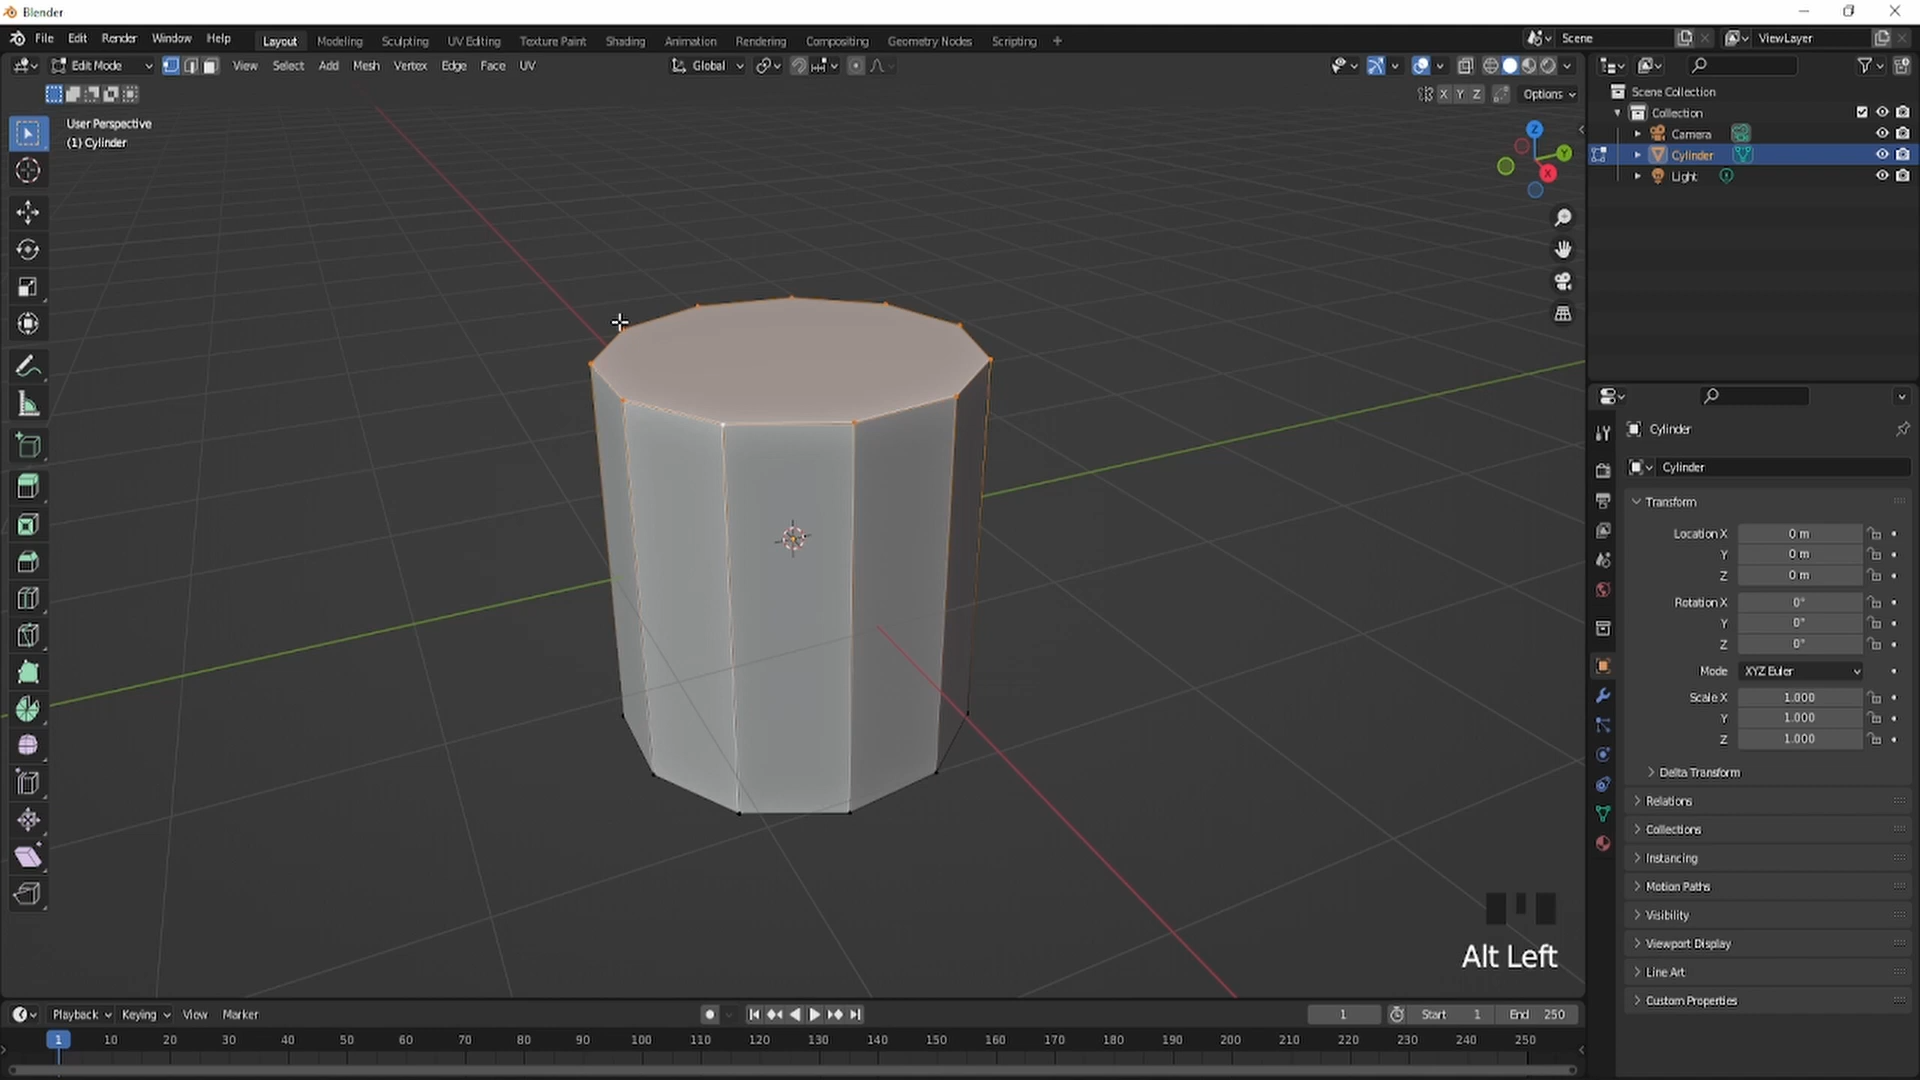 Blender
File Edit Render Window Help Layout Modeling Sculpting UV Editing Texture Paint Shading Animation Rendering Compositing Geometry Nodes Scripting + Scene ViewLayer
Edit Mode View Select Add Mesh Vertex Edge Face UV Global
X Y Z Options
User Perspective
(1) Cylinder
Z
Y
X
Scene Collection
Collection
Camera
Cylinder
Light
Cylinder
Cylinder
Transform
Location X 0 m
Y 0 m
Z 0 m
Rotation X 0°
Y 0°
Z 0°
Mode XYZ Euler
Scale X 1.000
Y 1.000
Z 1.000
Delta Transform
Relations
Collections
Instancing
Motion Paths
Visibility
Viewport Display
Line Art
Custom Properties
Alt Left
Playback Keying View Marker 1 Start 1 End 250
1 10 20 30 40 50 60 70 80 90 100 110 120 130 140 150 160 170 180 190 200 210 220 230 240 250